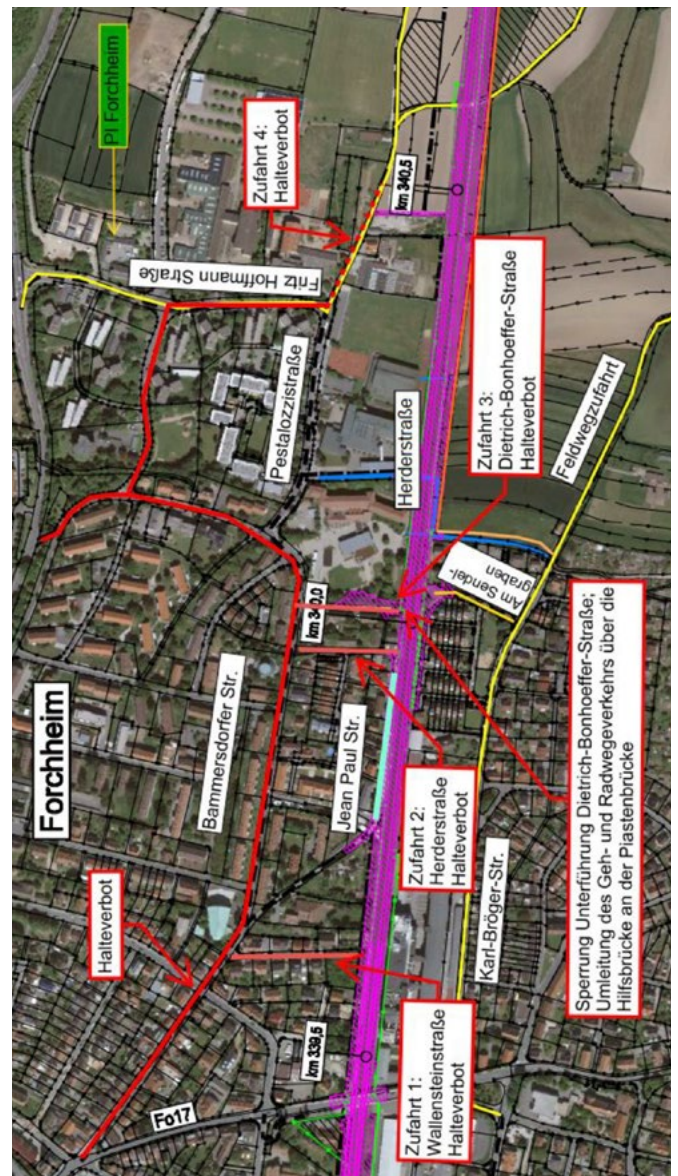 Forchheim
PI Forchheim
Halteverbot
Bammersdorfer Str.
Fritz Hoffmann Straße
Pestalozzistraße
Zufahrt 4:
Halteverbot
Fo17
km 339,5
Jean Paul Str.
km 340,0
Herderstraße
km 340,5
Zufahrt 1:
Wallensteinstraße
Halteverbot
Zufahrt 2:
Herderstraße
Halteverbot
Zufahrt 3:
Dietrich-Bonhoeffer-Straße
Halteverbot
Karl-Bröger-Str.
Am Sendel-
graben
Feldwegzufahrt
Sperrung Unterführung Dietrich-Bonhoeffer-Straße;
Umleitung des Geh- und Radwegeverkehrs über die
Hilfsbrücke an der Piastenbrücke